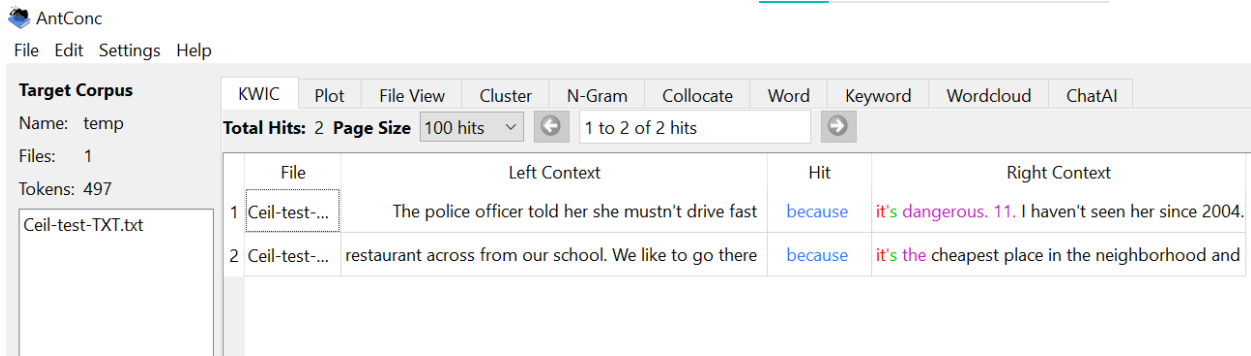 AntConc
File Edit Settings Help
Target Corpus
Name: temp
Files: 1
Tokens: 497
Ceil-test-TXT.txt
KWIC Plot File View Cluster N-Gram Collocate Word Keyword Wordcloud ChatAI
Total Hits: 2 Page Size 100 hits 1 to 2 of 2 hits
File Left Context Hit Right Context
1 Ceil-test-... The police officer told her she mustn't drive fast because it's dangerous. 11. I haven't seen her since 2004.
2 Ceil-test-... restaurant across from our school. We like to go there because it's the cheapest place in the neighborhood and